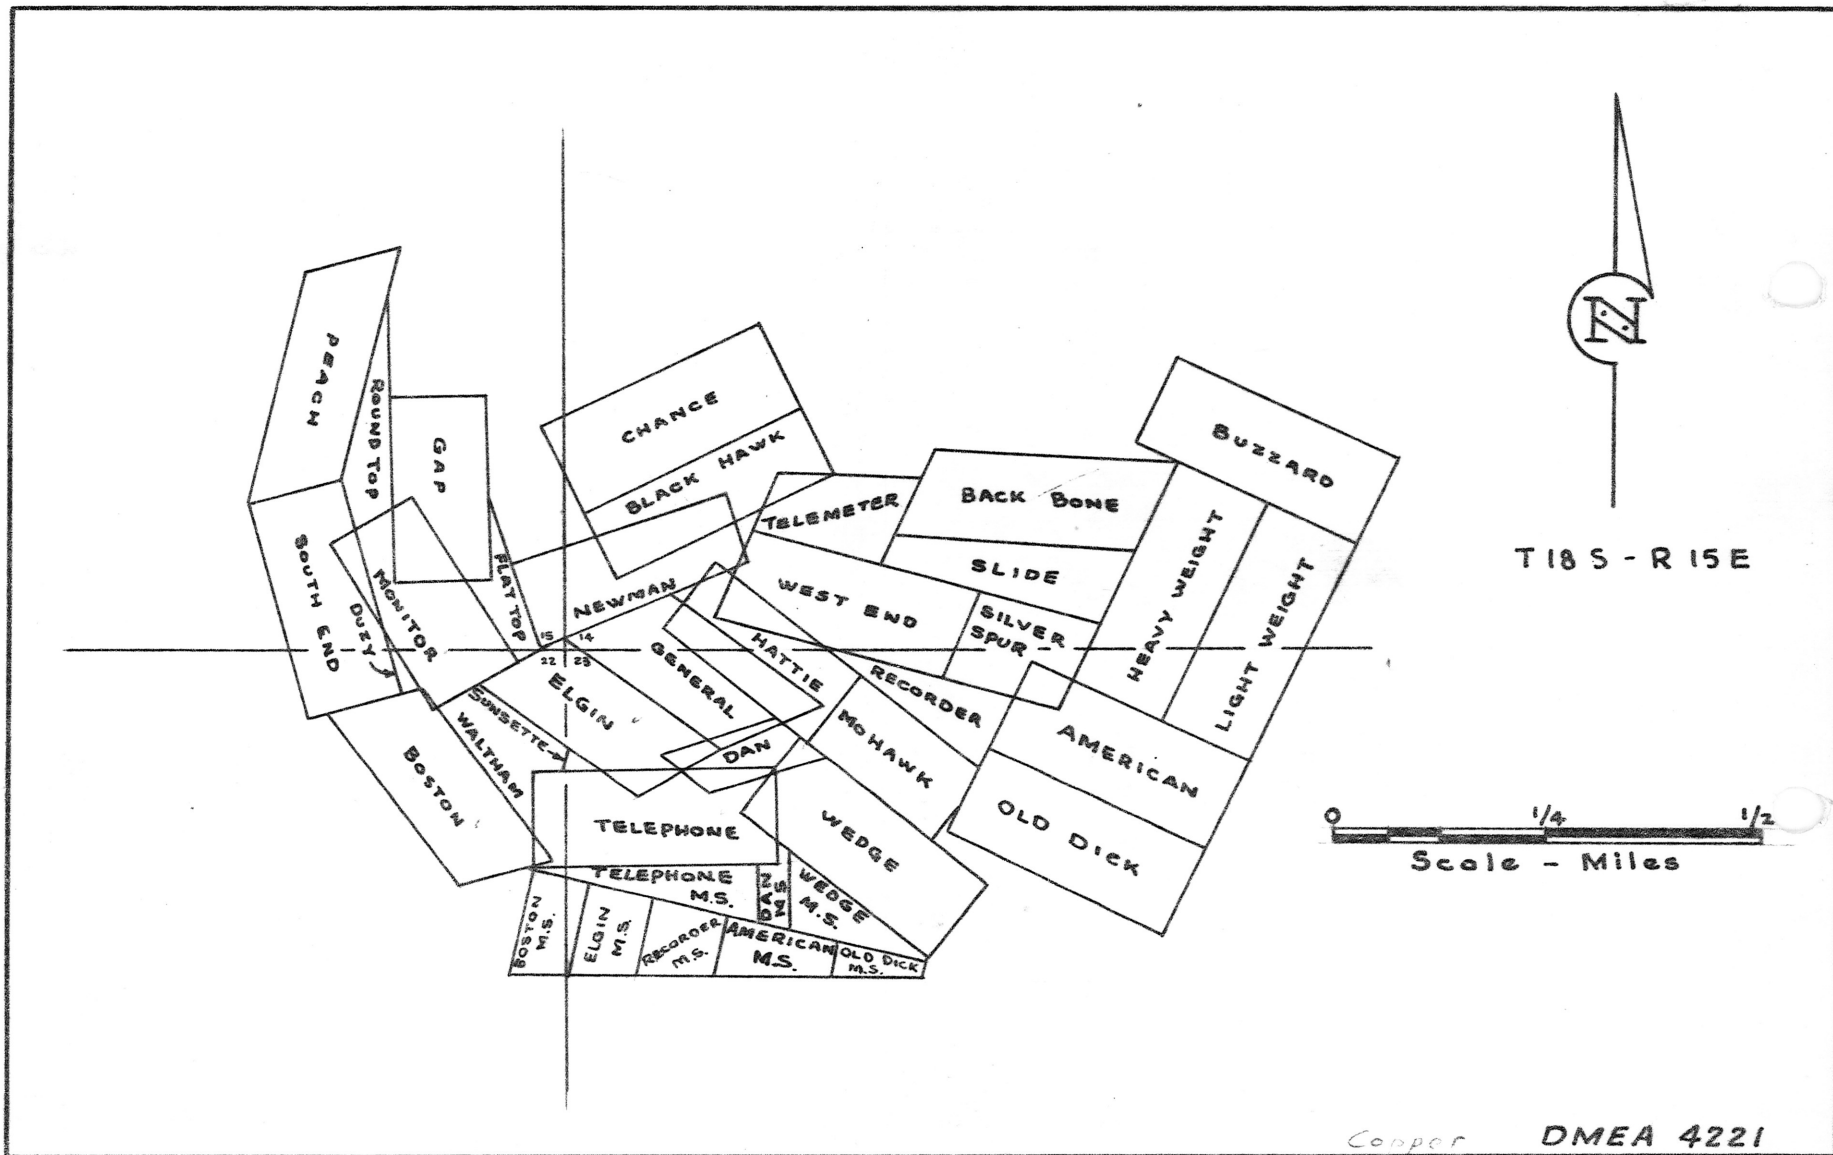 PEACH
ROUND TOP
GAP
CHANCE
BLACK HAWK
BUZZARD
TELEMETER
BACK BONE
SLIDE
HEAVY WEIGHT
LIGHT WEIGHT
SOUTH END
DUZY
MONITOR
FLAT TOP
NEWMAN
WEST END
SILVER
SPUR
15 14
22 23
ELGIN
GENERAL
HATTIE
RECORDER
MOHAWK
AMERICAN
OLD DICK
SUNSETTE
WALTHAM
BOSTON
DAN
TELEPHONE
WEDGE
TELEPHONE
M.S.
DAN
M.S.
WEDGE
M.S.
BOSTON
M.S.
ELGIN
M.S.
RECORDER
M.S.
AMERICAN
M.S.
OLD DICK
M.S.
N
T18S - R15E
0 1/4 1/2
Scale - Miles
Copper DMEA 4221